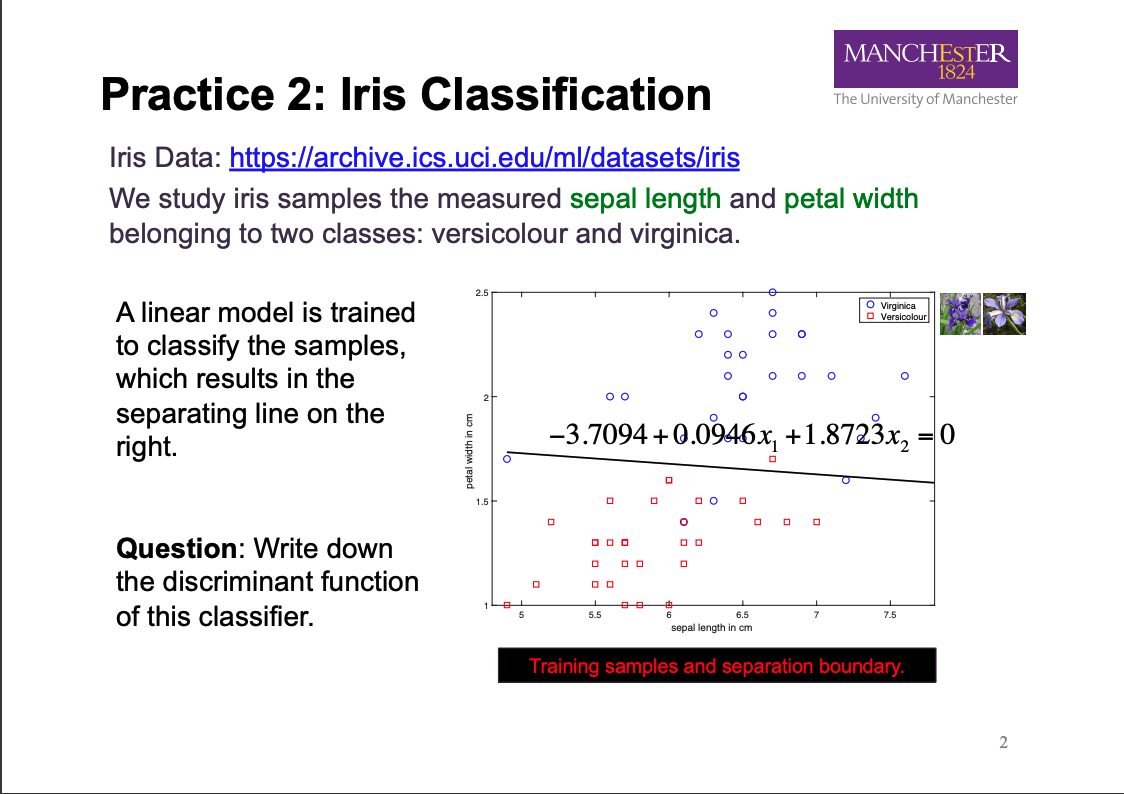 MANCHEstER
1824
The University of Manchester
Practice 2: Iris Classification
Iris Data: https://archive.ics.uci.edu/ml/datasets/iris
We study iris samples the measured sepal length and petal width
belonging to two classes: versicolour and virginica.
A linear model is trained
to classify the samples,
which results in the
separating line on the
right.
Question: Write down
the discriminant function
of this classifier.
2.5
2
1.5
1
petal width in cm
Virginica
Versicolour
−3.7094 + 0.0946x₁ + 1.8723x₂ = 0
5 5.5 6 6.5 7 7.5
sepal length in cm
Training samples and separation boundary.
2